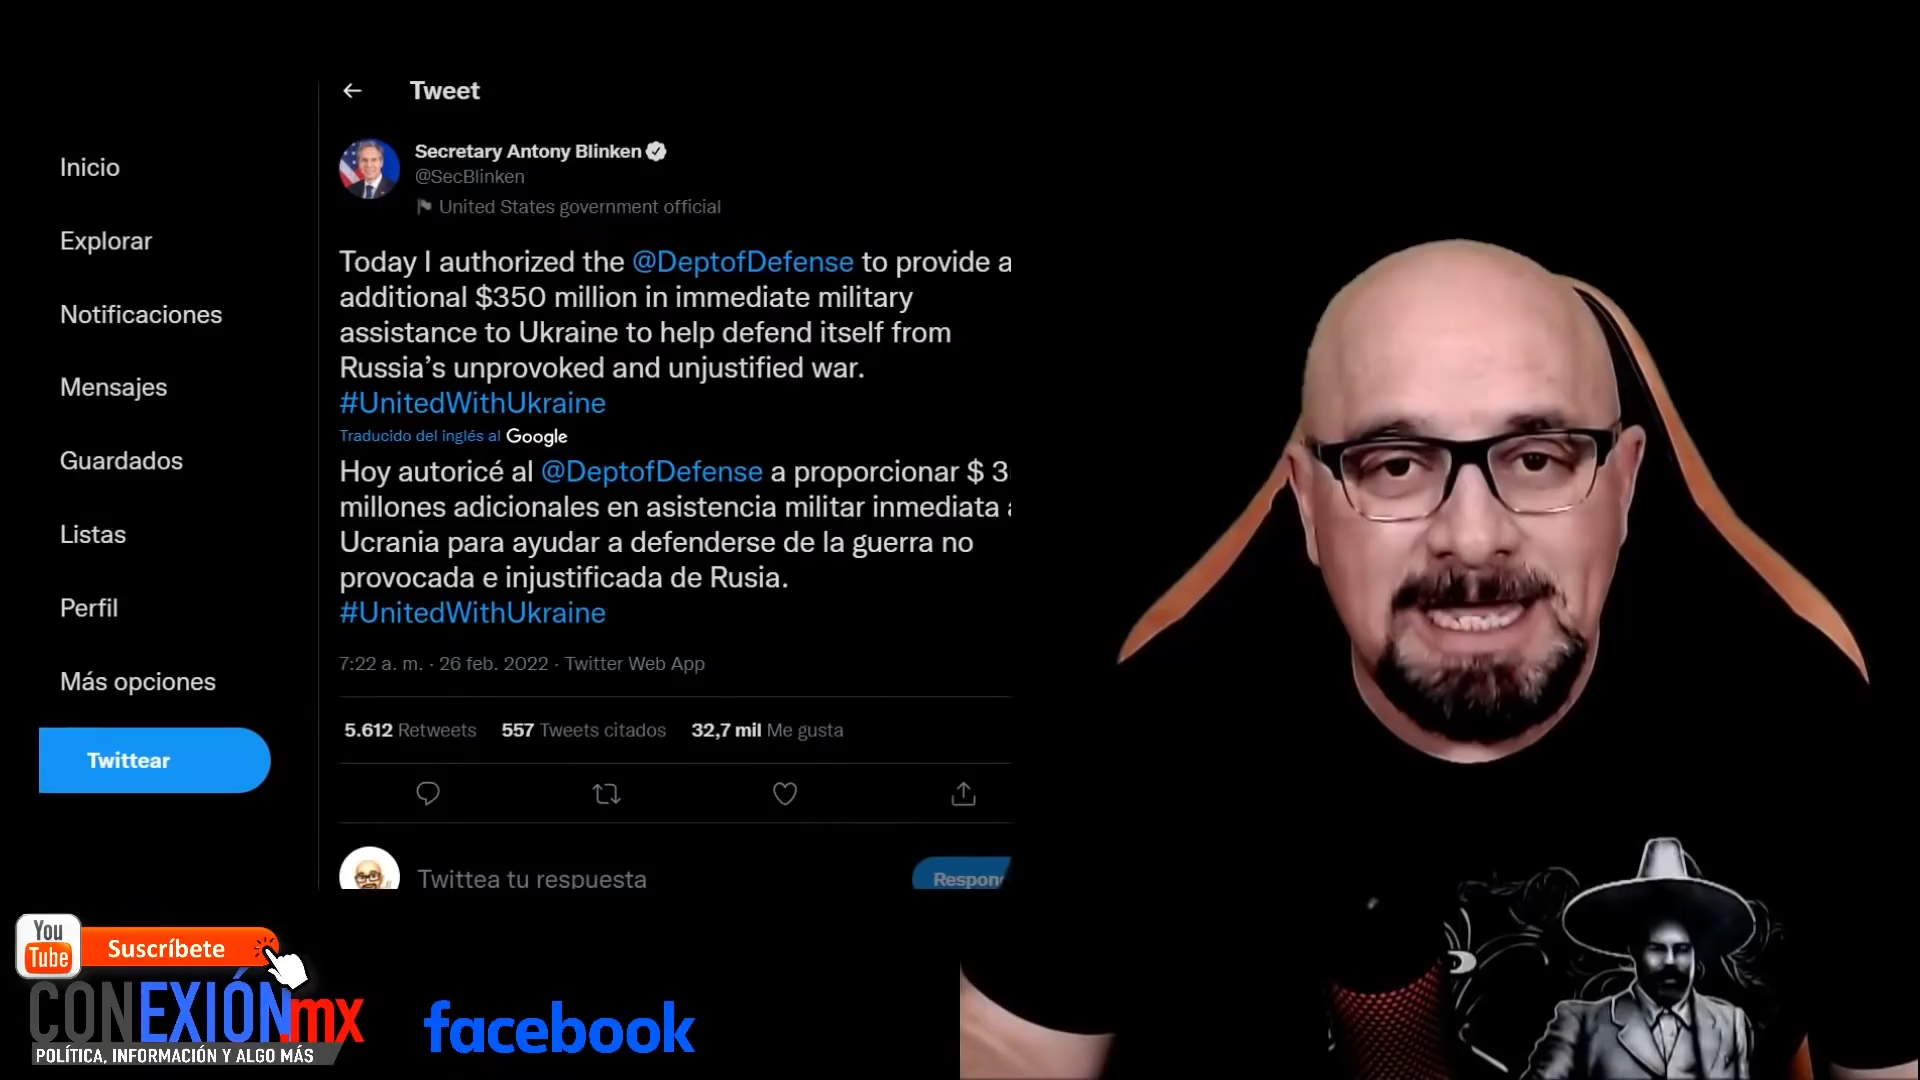 Tweet
Secretary Antony Blinken
@SecBlinken
United States government official
Inicio
Explorar
Notificaciones
Mensajes
Guardados
Listas
Perfil
Más opciones
Twittear
Today I authorized the @DeptofDefense to provide a
additional $350 million in immediate military
assistance to Ukraine to help defend itself from
Russia’s unprovoked and unjustified war.
#UnitedWithUkraine
Traducido del inglés al Google
Hoy autoricé al @DeptofDefense a proporcionar $ 3
millones adicionales en asistencia militar inmediata
Ucrania para ayudar a defenderse de la guerra no
provocada e injustificada de Rusia.
#UnitedWithUkraine
7:22 a. m. · 26 feb. 2022 · Twitter Web App
5.612 Retweets 557 Tweets citados 32,7 mil Me gusta
Twittea tu respuesta
Respon
You
Tube
Suscríbete
CONEXIÓN.mx
POLÍTICA, INFORMACIÓN Y ALGO MÁS
facebook